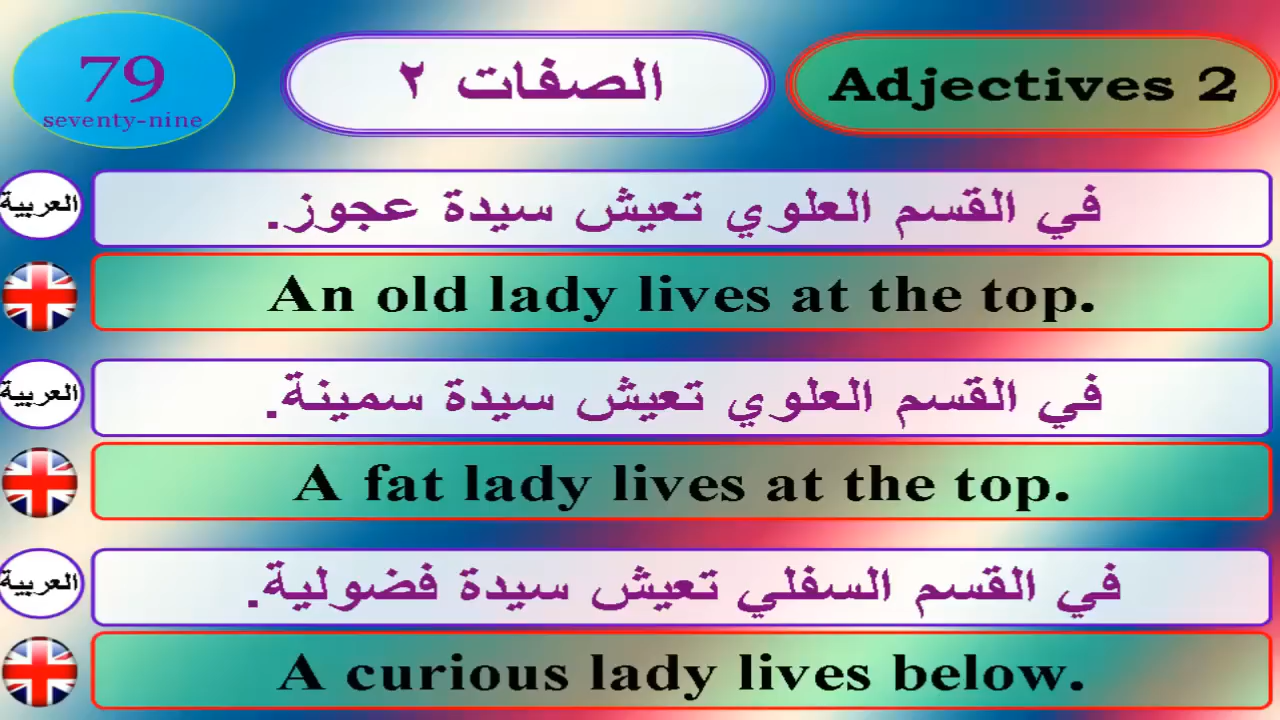 79
seventy-nine
الصفات ٢
Adjectives 2
العربية
في القسم العلوي تعيش سيدة عجوز.
An old lady lives at the top.
العربية
في القسم العلوي تعيش سيدة سمينة.
A fat lady lives at the top.
العربية
في القسم السفلي تعيش سيدة فضولية.
A curious lady lives below.